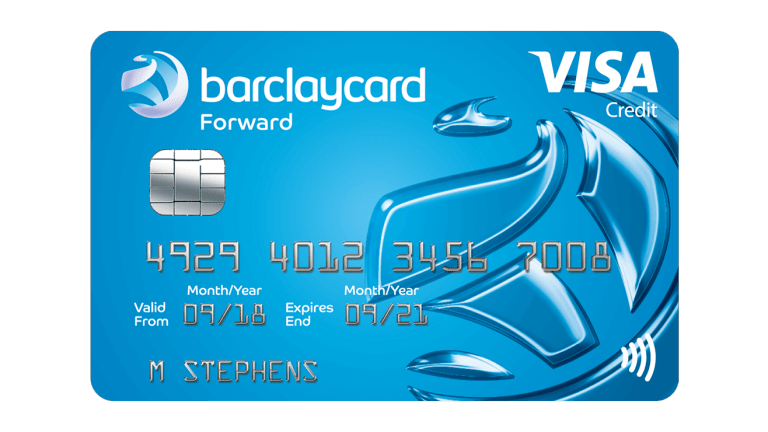 barclaycard
Forward
VISA
Credit
4929 4012 3456 7008
Month/Year Month/Year
Valid From 09/18 Expires End 09/21
M STEPHENS